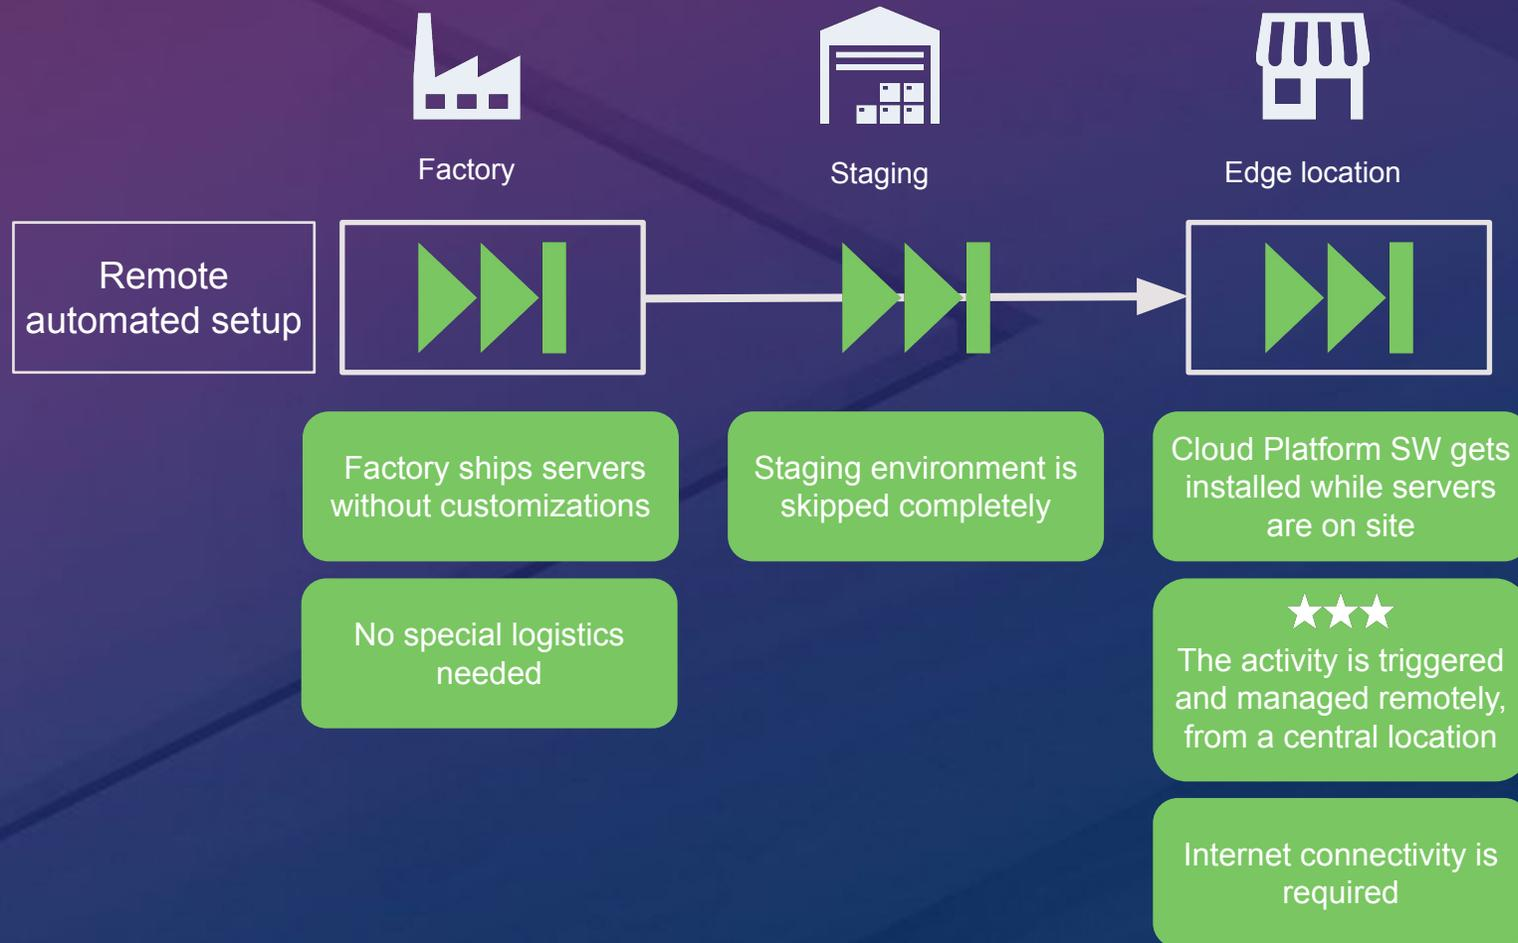 Factory
Staging
Edge location
Remote
automated setup
Factory ships servers
without customizations
Staging environment is
skipped completely
Cloud Platform SW gets
installed while servers
are on site
No special logistics
needed
The activity is triggered
and managed remotely,
from a central location
Internet connectivity is
required